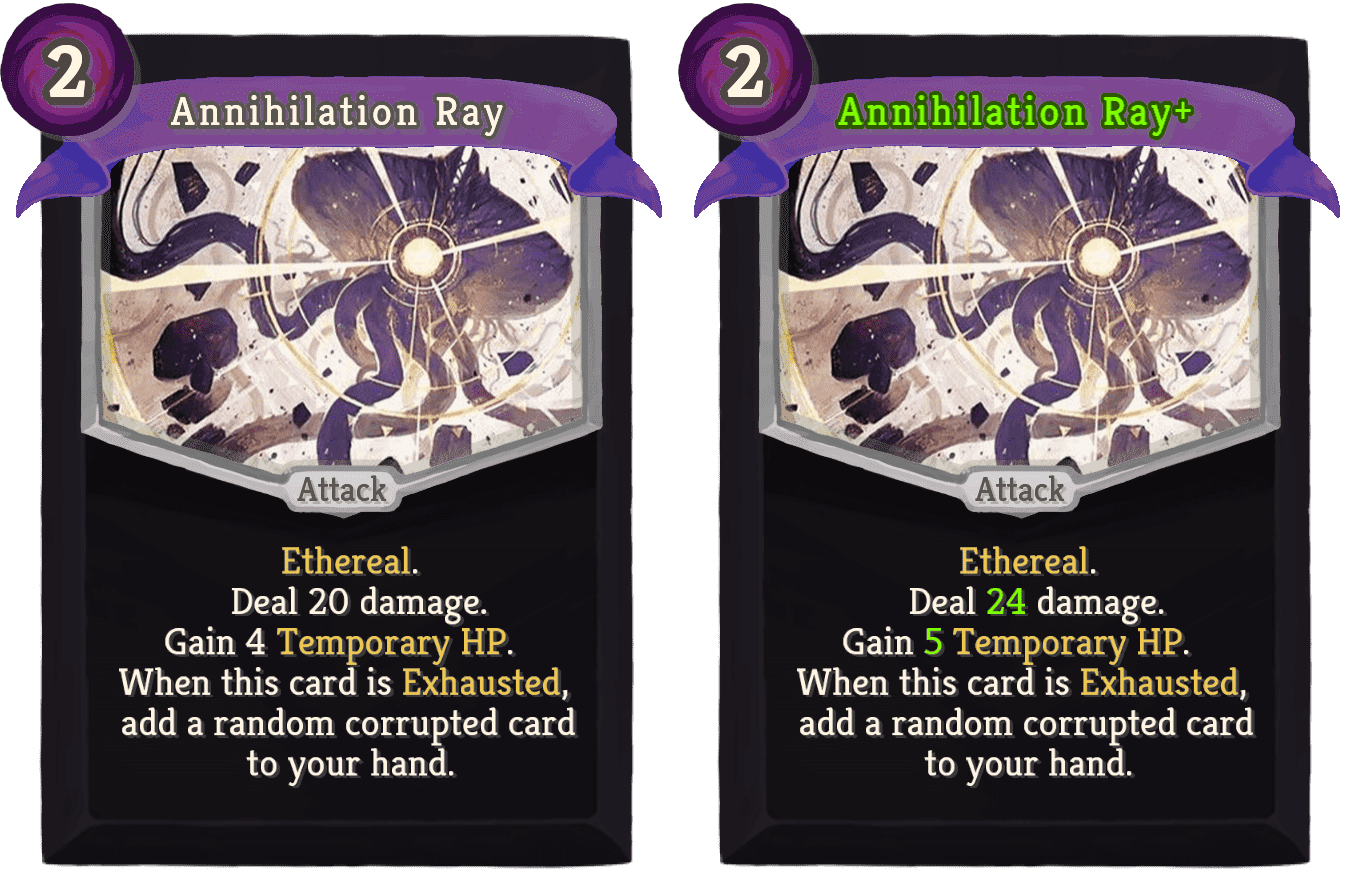 2
Annihilation Ray
Attack
Ethereal.
Deal 20 damage.
Gain 4 Temporary HP.
When this card is Exhausted,
add a random corrupted card
to your hand.
2
Annihilation Ray+
Attack
Ethereal.
Deal 24 damage.
Gain 5 Temporary HP.
When this card is Exhausted,
add a random corrupted card
to your hand.